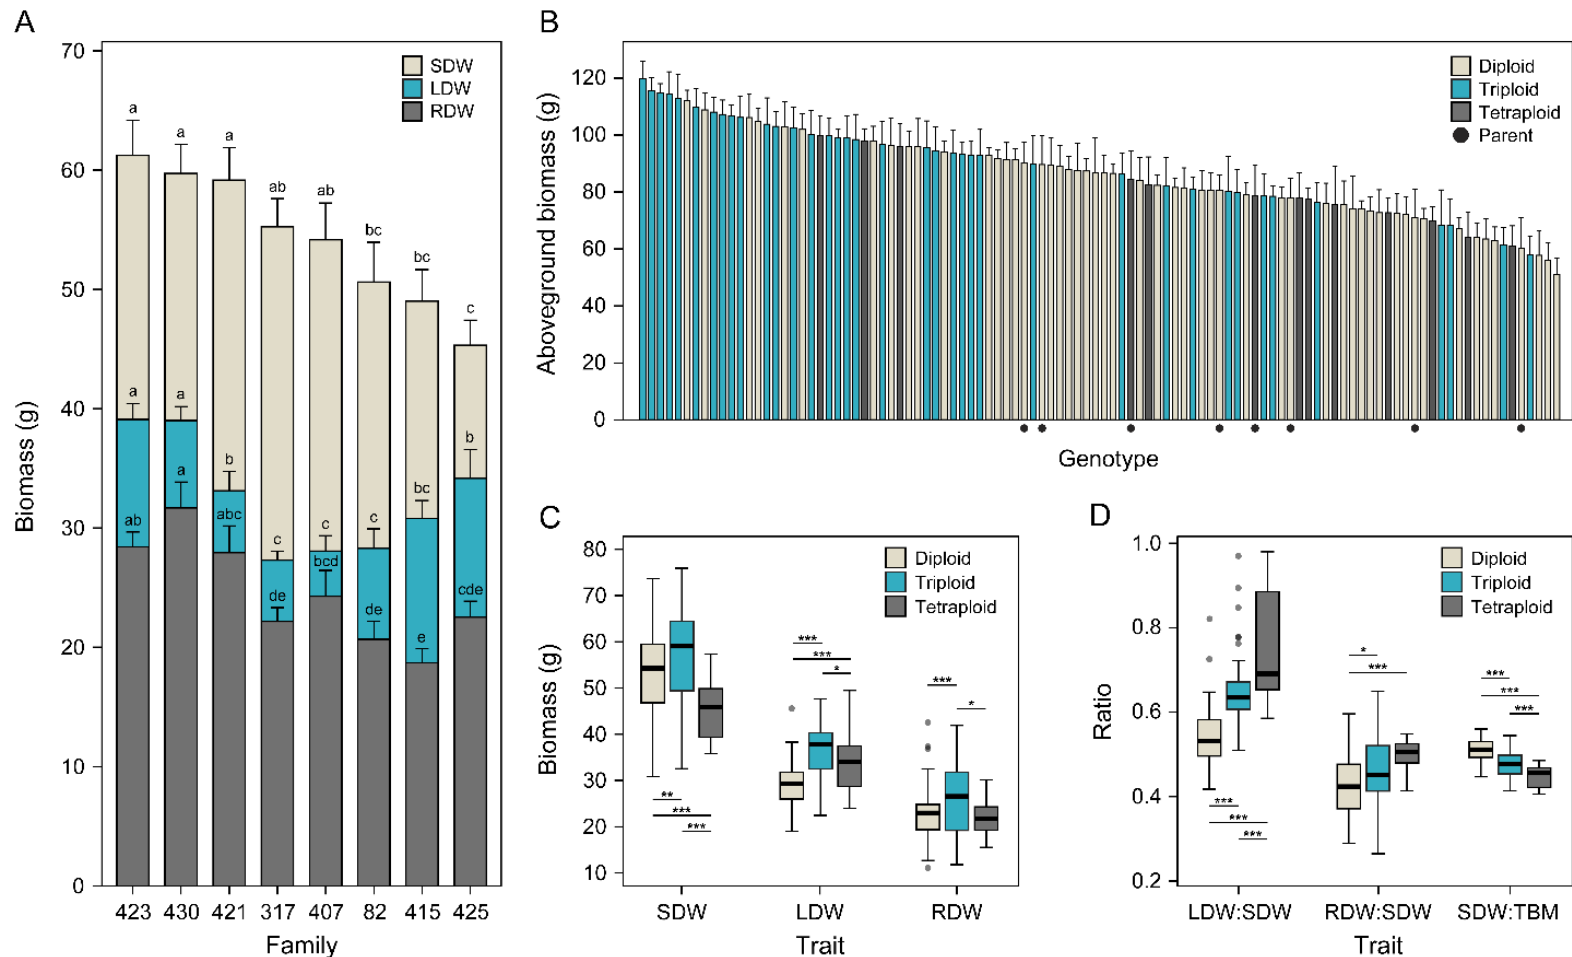 A
70
60
50
40
30
20
10
0
Biomass (g)
SDW
LDW
RDW
a
a
a
ab
ab
bc
bc
c
a
a
b
c
c
c
bc
b
ab
a
abc
de
bcd
de
e
cde
423
430
421
317
407
82
415
425
Family
B
120
100
80
60
40
20
0
Aboveground biomass (g)
Diploid
Triploid
Tetraploid
Parent
Genotype
C
80
70
60
50
40
30
20
10
Biomass (g)
Diploid
Triploid
Tetraploid
**
***
***
***
***
*
***
*
SDW
LDW
RDW
Trait
D
1.0
0.8
0.6
0.4
0.2
Ratio
Diploid
Triploid
Tetraploid
***
***
***
*
***
***
***
***
LDW:SDW
RDW:SDW
SDW:TBM
Trait